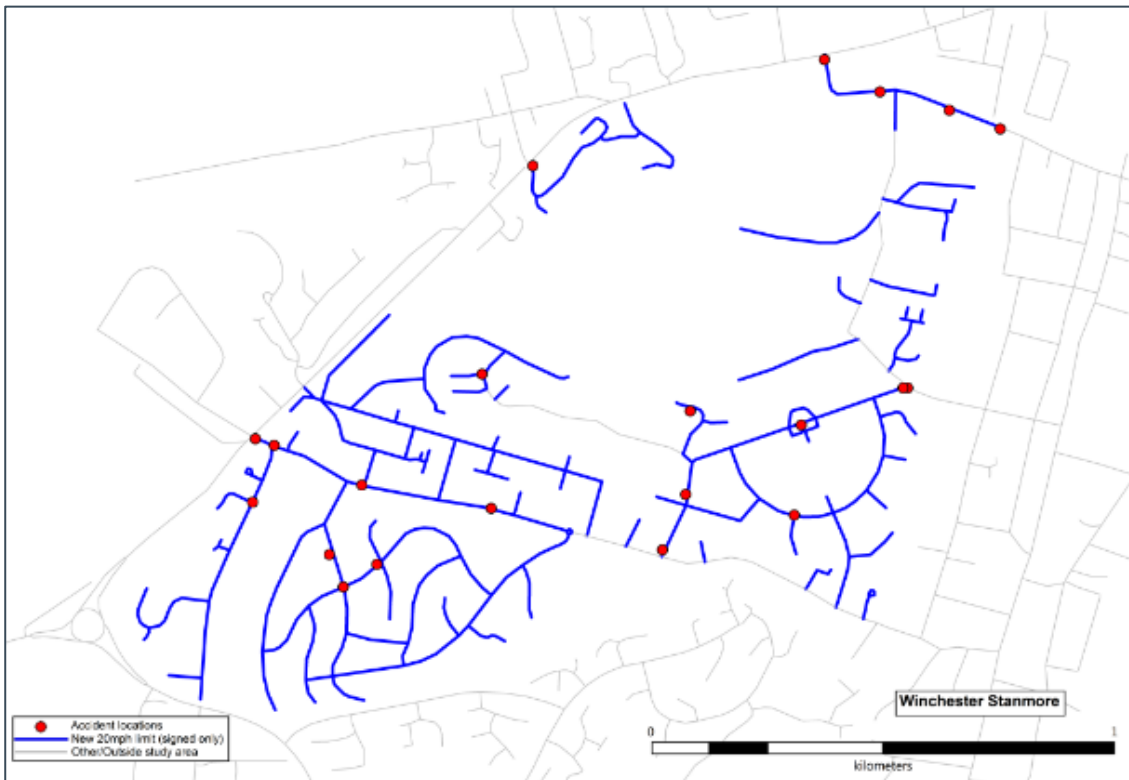 Winchester Stanmore
Accident locations
New 20mph limit (signed only)
Other/Outside study area
0 1
kilometers